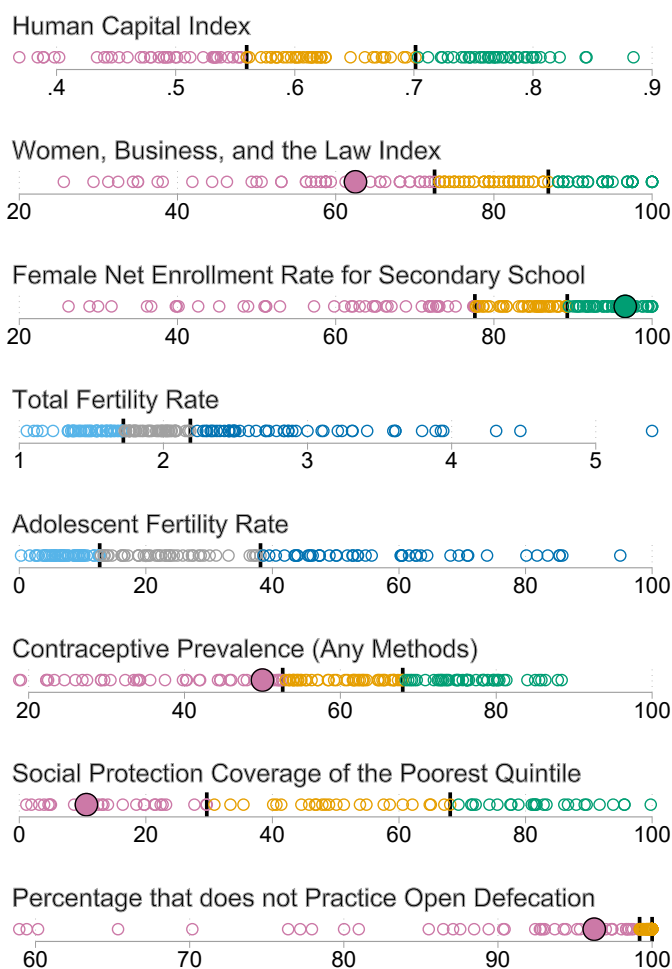 Human Capital Index
.4 .5 .6 .7 .8 .9
Women, Business, and the Law Index
20 40 60 80 100
Female Net Enrollment Rate for Secondary School
20 40 60 80 100
Total Fertility Rate
1 2 3 4 5
Adolescent Fertility Rate
0 20 40 60 80 100
Contraceptive Prevalence (Any Methods)
20 40 60 80 100
Social Protection Coverage of the Poorest Quintile
0 20 40 60 80 100
Percentage that does not Practice Open Defecation
60 70 80 90 100